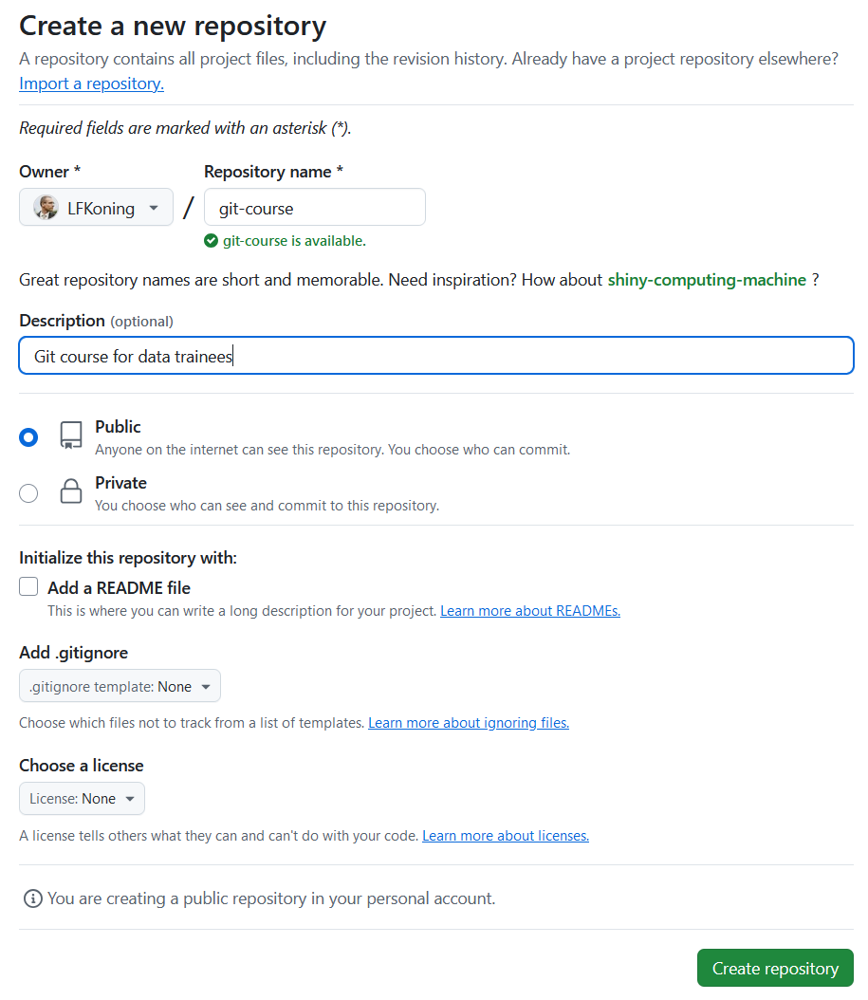 Create a new repository
A repository contains all project files, including the revision history. Already have a project repository elsewhere?
Import a repository.
Required fields are marked with an asterisk (*).
Owner * Repository name *
LFKoning / git-course
git-course is available.
Great repository names are short and memorable. Need inspiration? How about shiny-computing-machine ?
Description (optional)
Git course for data trainees
Public
Anyone on the internet can see this repository. You choose who can commit.
Private
You choose who can see and commit to this repository.
Initialize this repository with:
Add a README file
This is where you can write a long description for your project. Learn more about READMEs.
Add .gitignore
.gitignore template: None
Choose which files not to track from a list of templates. Learn more about ignoring files.
Choose a license
License: None
A license tells others what they can and can't do with your code. Learn more about licenses.
You are creating a public repository in your personal account.
Create repository